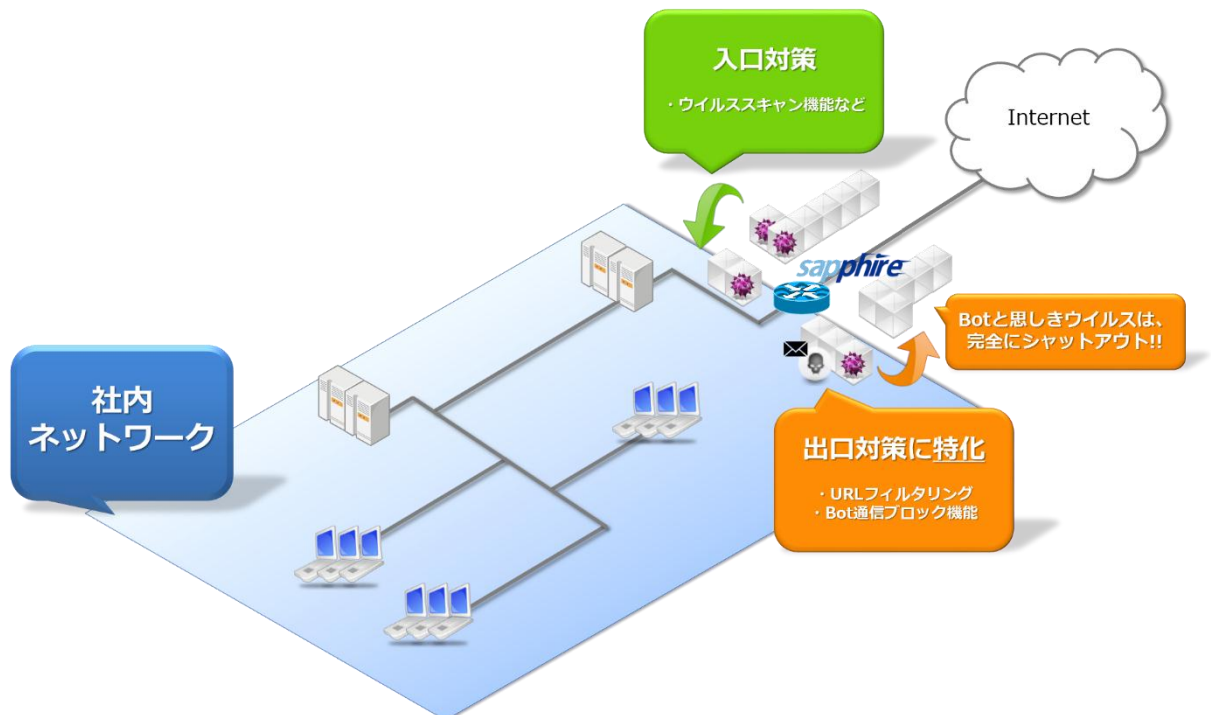 入口対策
・ウイルススキャン機能など
Internet
sapphire
Botと思しきウイルスは、
完全にシャットアウト!!
社内
ネットワーク
出口対策に特化
・URLフィルタリング
・Bot通信ブロック機能